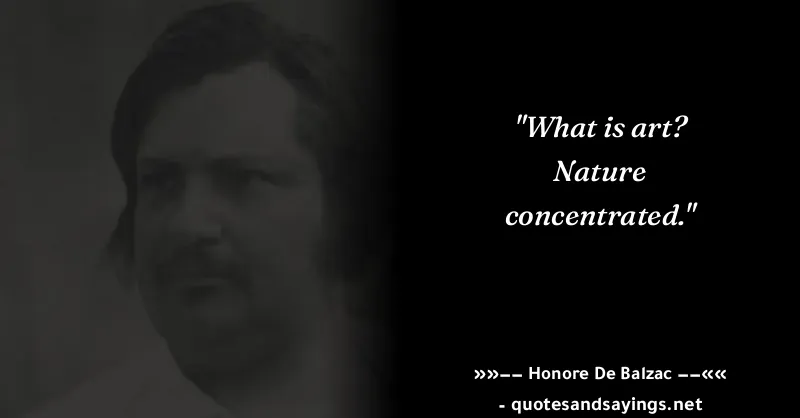 "What is art?
Nature
concentrated."
»»–– Honore De Balzac ––««
- quotesandsayings.net